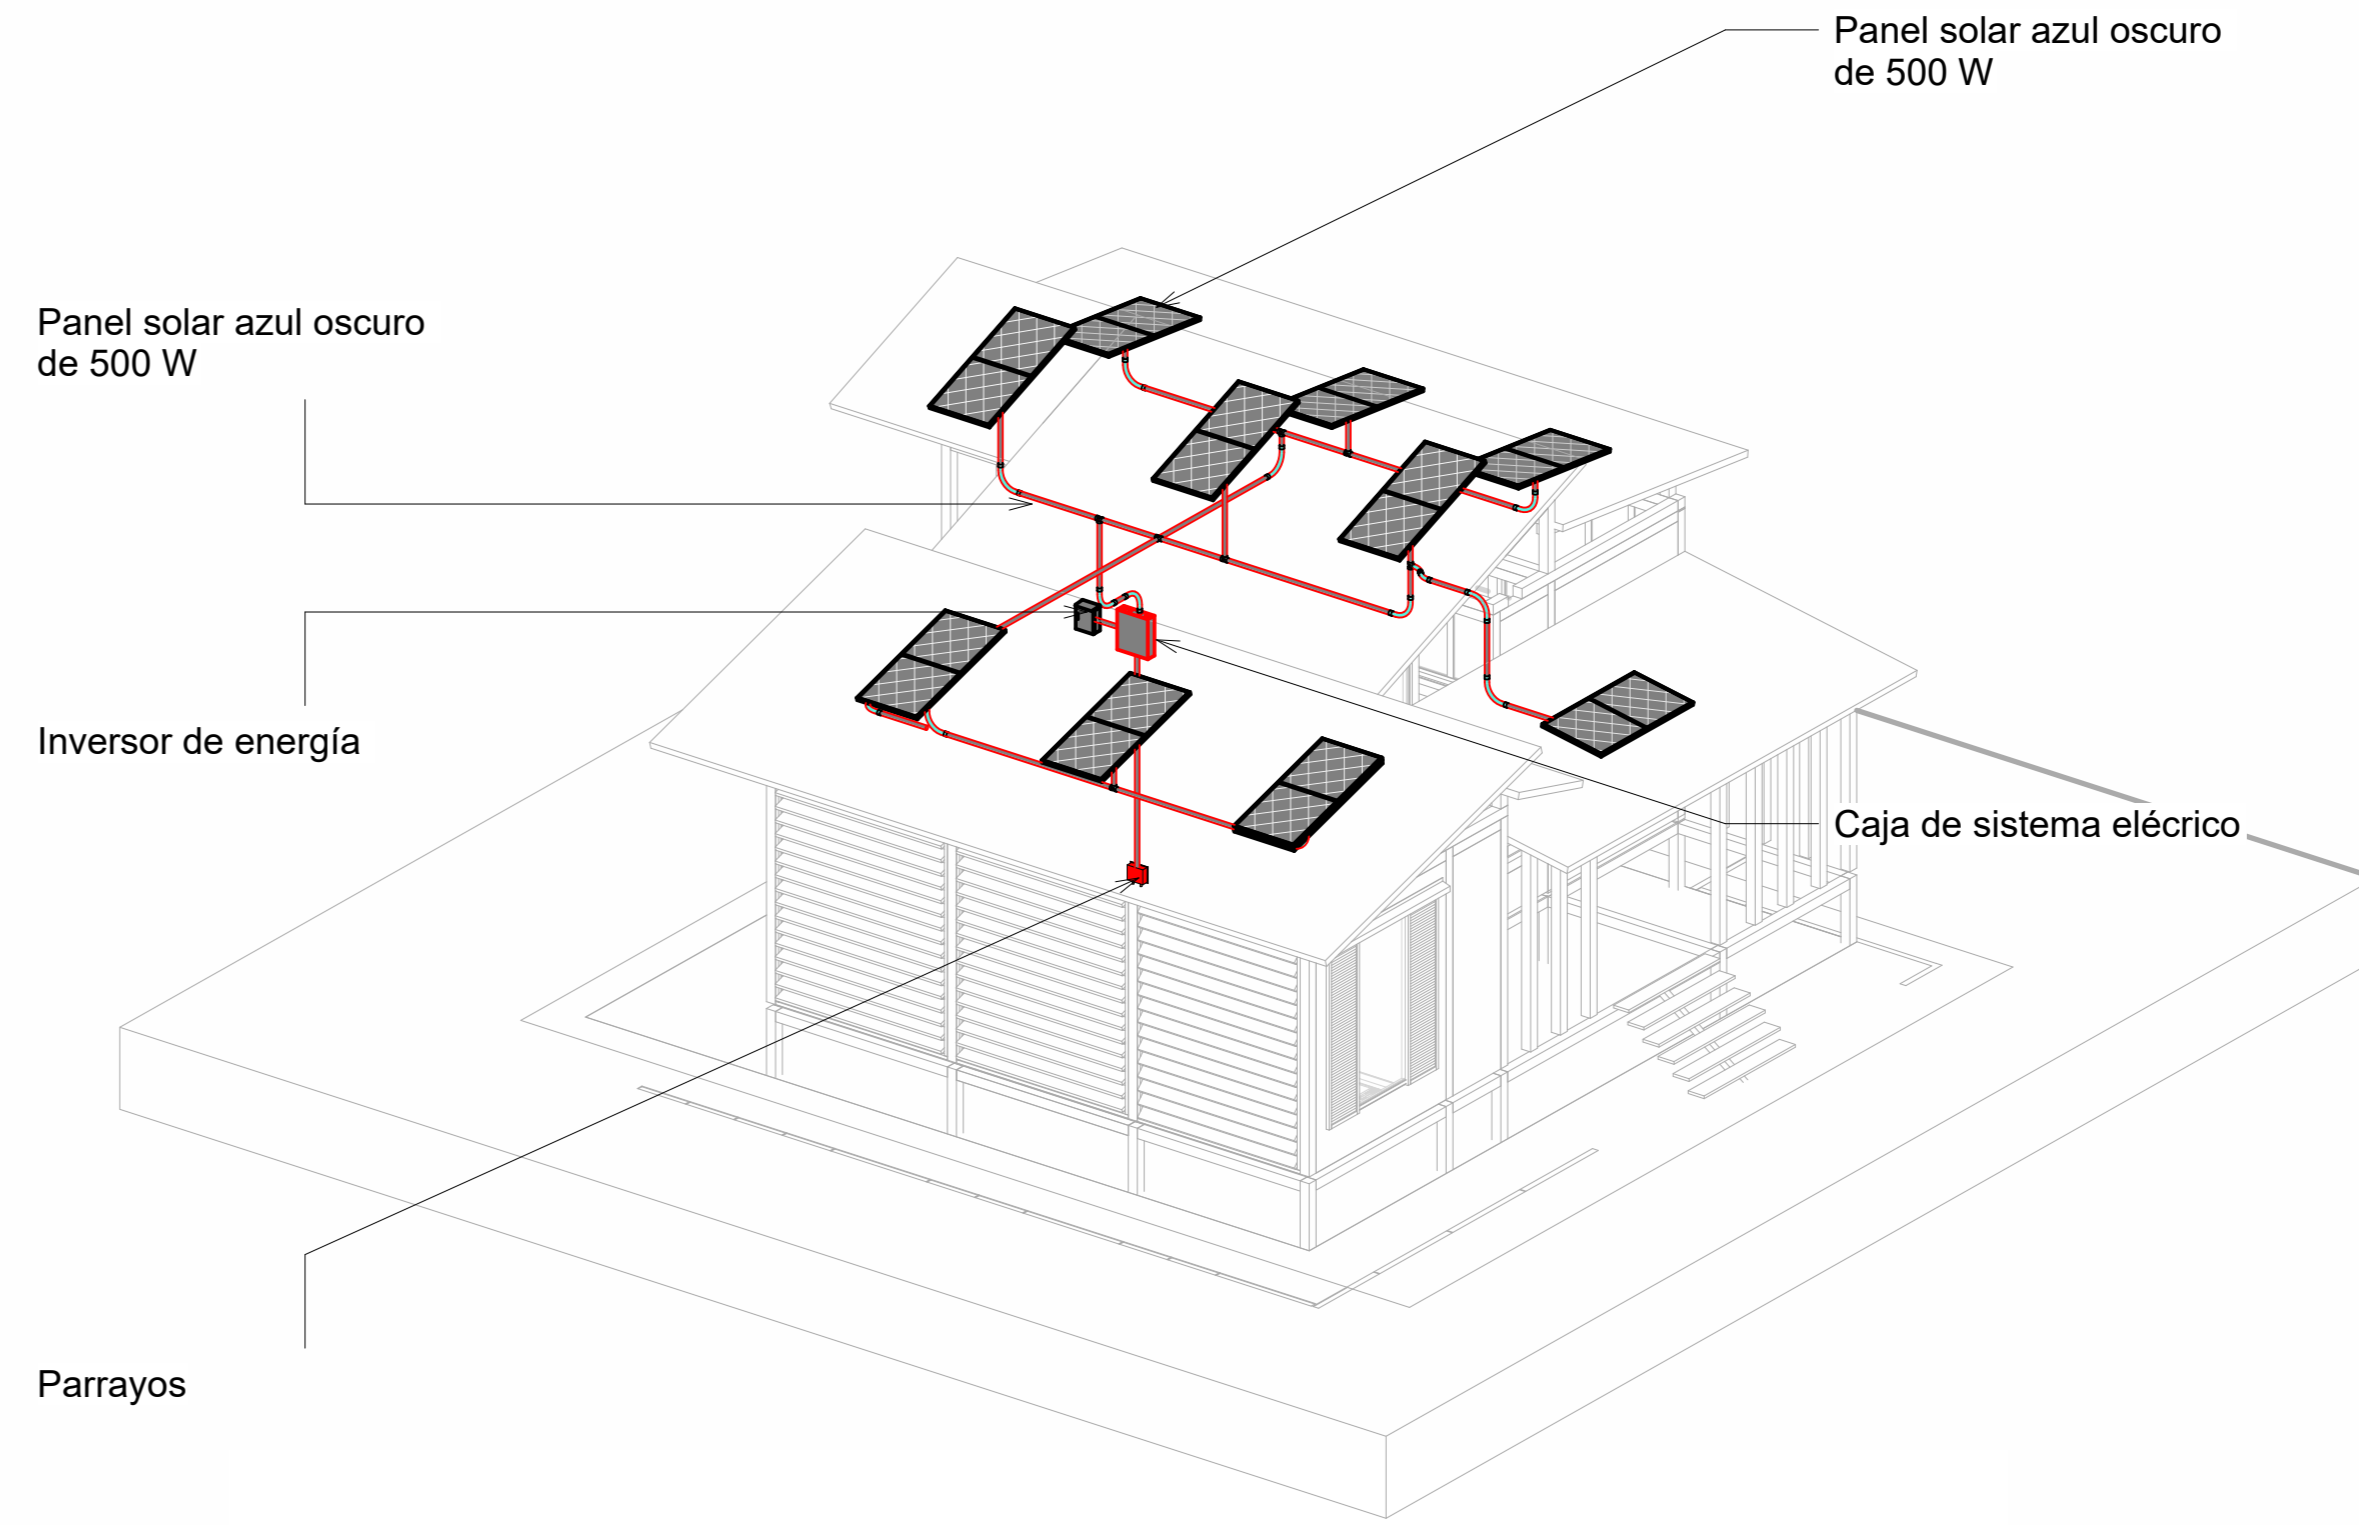 Panel solar azul oscuro
de 500 W
Panel solar azul oscuro
de 500 W
Inversor de energía
Caja de sistema elécrico
Parrayos